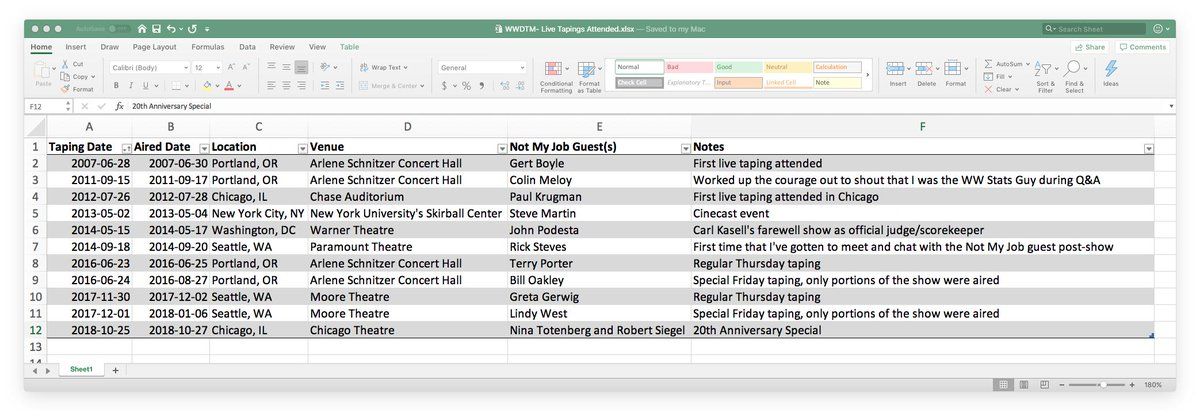 AutoSave OFF WWDTM- Live Tapings Attended.xlsx — Saved to my Mac Search Sheet
Home Insert Draw Page Layout Formulas Data Review View Table Share Comments
Paste Cut Copy Format
Calibri (Body) 12 A A
B I U A
Wrap Text
Merge & Center
General
$ % )
Conditional Formatting
Format as Table
Normal Bad Good Neutral Calculation
Check Cell Explanatory T... Input Linked Cell Note
Insert Delete Format
AutoSum
Fill
Clear
Sort & Filter
Find & Select
Ideas
F12 fx 20th Anniversary Special
A B C D E F
1 Taping Date Aired Date Location Venue Not My Job Guest(s) Notes
2 2007-06-28 2007-06-30 Portland, OR Arlene Schnitzer Concert Hall Gert Boyle First live taping attended
3 2011-09-15 2011-09-17 Portland, OR Arlene Schnitzer Concert Hall Colin Meloy Worked up the courage out to shout that I was the WW Stats Guy during Q&A
4 2012-07-26 2012-07-28 Chicago, IL Chase Auditorium Paul Krugman First live taping attended in Chicago
5 2013-05-02 2013-05-04 New York City, NY New York University's Skirball Center Steve Martin Cinecast event
6 2014-05-15 2014-05-17 Washington, DC Warner Theatre John Podesta Carl Kasell's farewell show as official judge/scorekeeper
7 2014-09-18 2014-09-20 Seattle, WA Paramount Theatre Rick Steves First time that I've gotten to meet and chat with the Not My Job guest post-show
8 2016-06-23 2016-06-25 Portland, OR Arlene Schnitzer Concert Hall Terry Porter Regular Thursday taping
9 2016-06-24 2016-08-27 Portland, OR Arlene Schnitzer Concert Hall Bill Oakley Special Friday taping, only portions of the show were aired
10 2017-11-30 2017-12-02 Seattle, WA Moore Theatre Greta Gerwig Regular Thursday taping
11 2017-12-01 2018-01-06 Seattle, WA Moore Theatre Lindy West Special Friday taping, only portions of the show were aired
12 2018-10-25 2018-10-27 Chicago, IL Chicago Theatre Nina Totenberg and Robert Siegel 20th Anniversary Special
13
14
Sheet1 +
180%